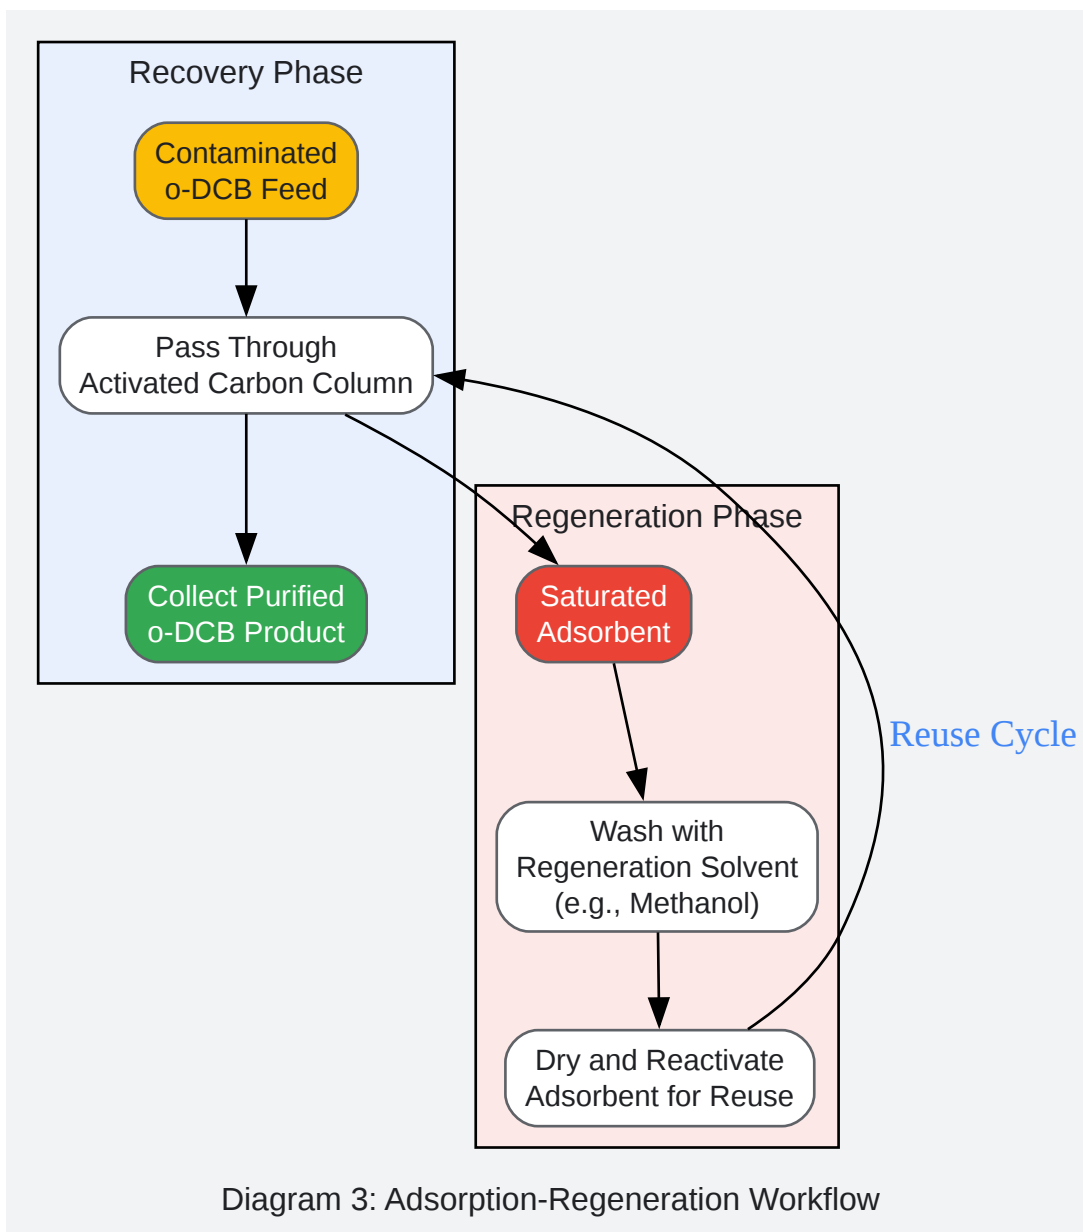 Recovery Phase
Contaminated
o-DCB Feed
Pass Through
Activated Carbon Column
Collect Purified
o-DCB Product
Regeneration Phase
Saturated
Adsorbent
Reuse Cycle
Wash with
Regeneration Solvent
(e.g., Methanol)
Dry and Reactivate
Adsorbent for Reuse
Diagram 3: Adsorption-Regeneration Workflow